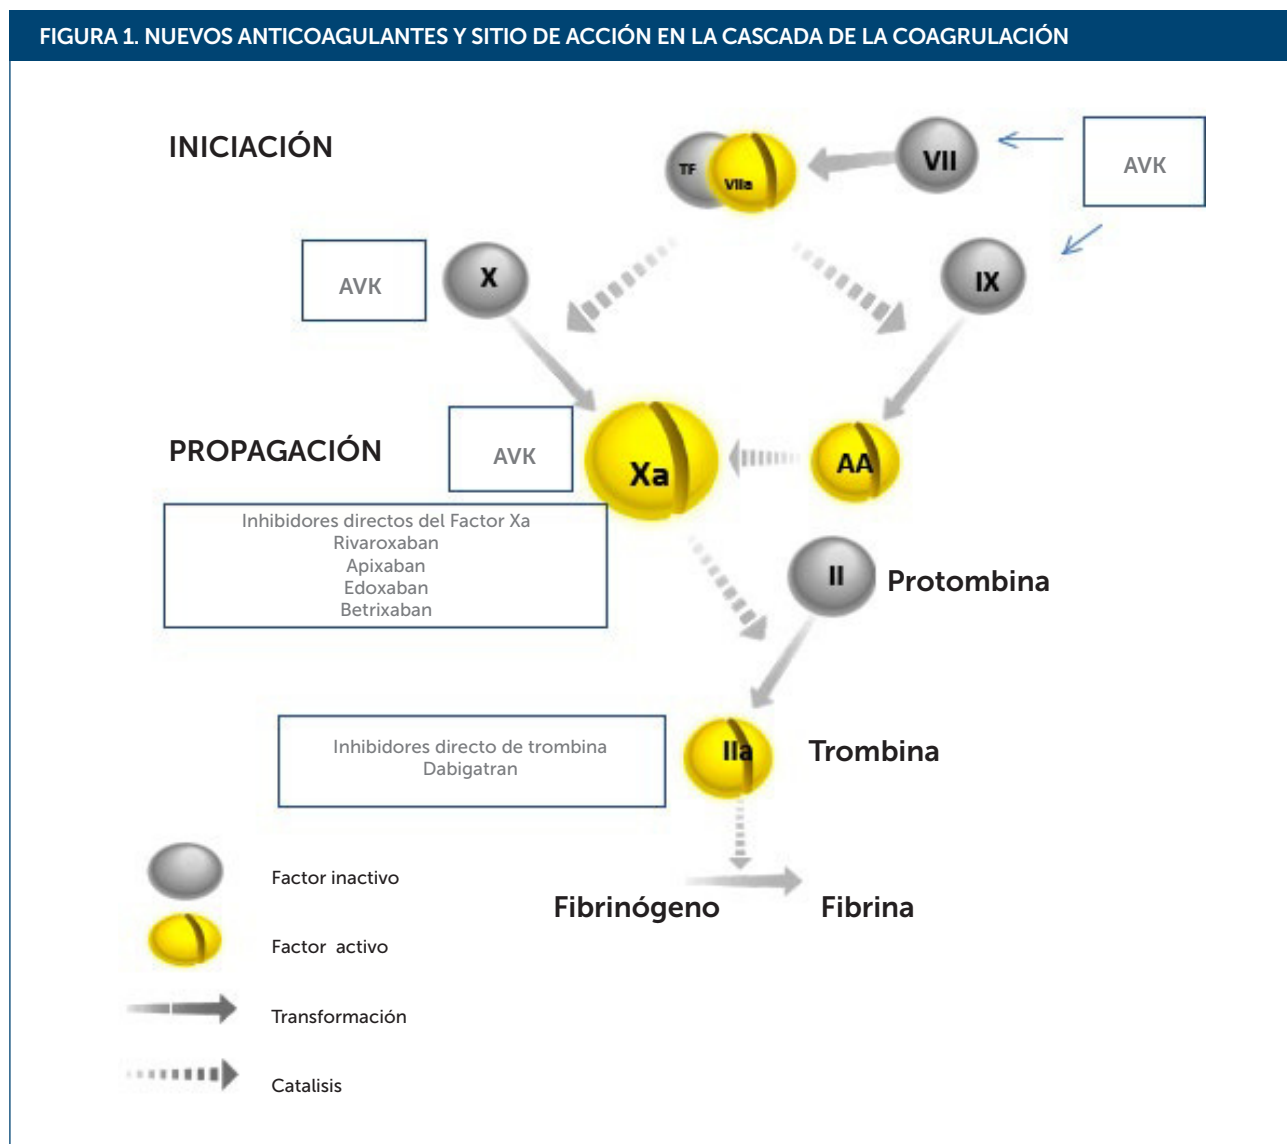 FIGURA 1. NUEVOS ANTICOAGULANTES Y SITIO DE ACCIÓN EN LA CASCADA DE LA COAGRULACIÓN
INICIACIÓN
TF
VIIa
VII
AVK
AVK
X
IX
PROPAGACIÓN
AVK
Xa
AA
Inhibidores directos del Factor Xa
Rivaroxaban
Apixaban
Edoxaban
Betrixaban
II
Protombina
Inhibidores directo de trombina
Dabigatran
IIa
Trombina
Factor inactivo
Fibrinógeno
Fibrina
Factor activo
Transformación
Catalisis